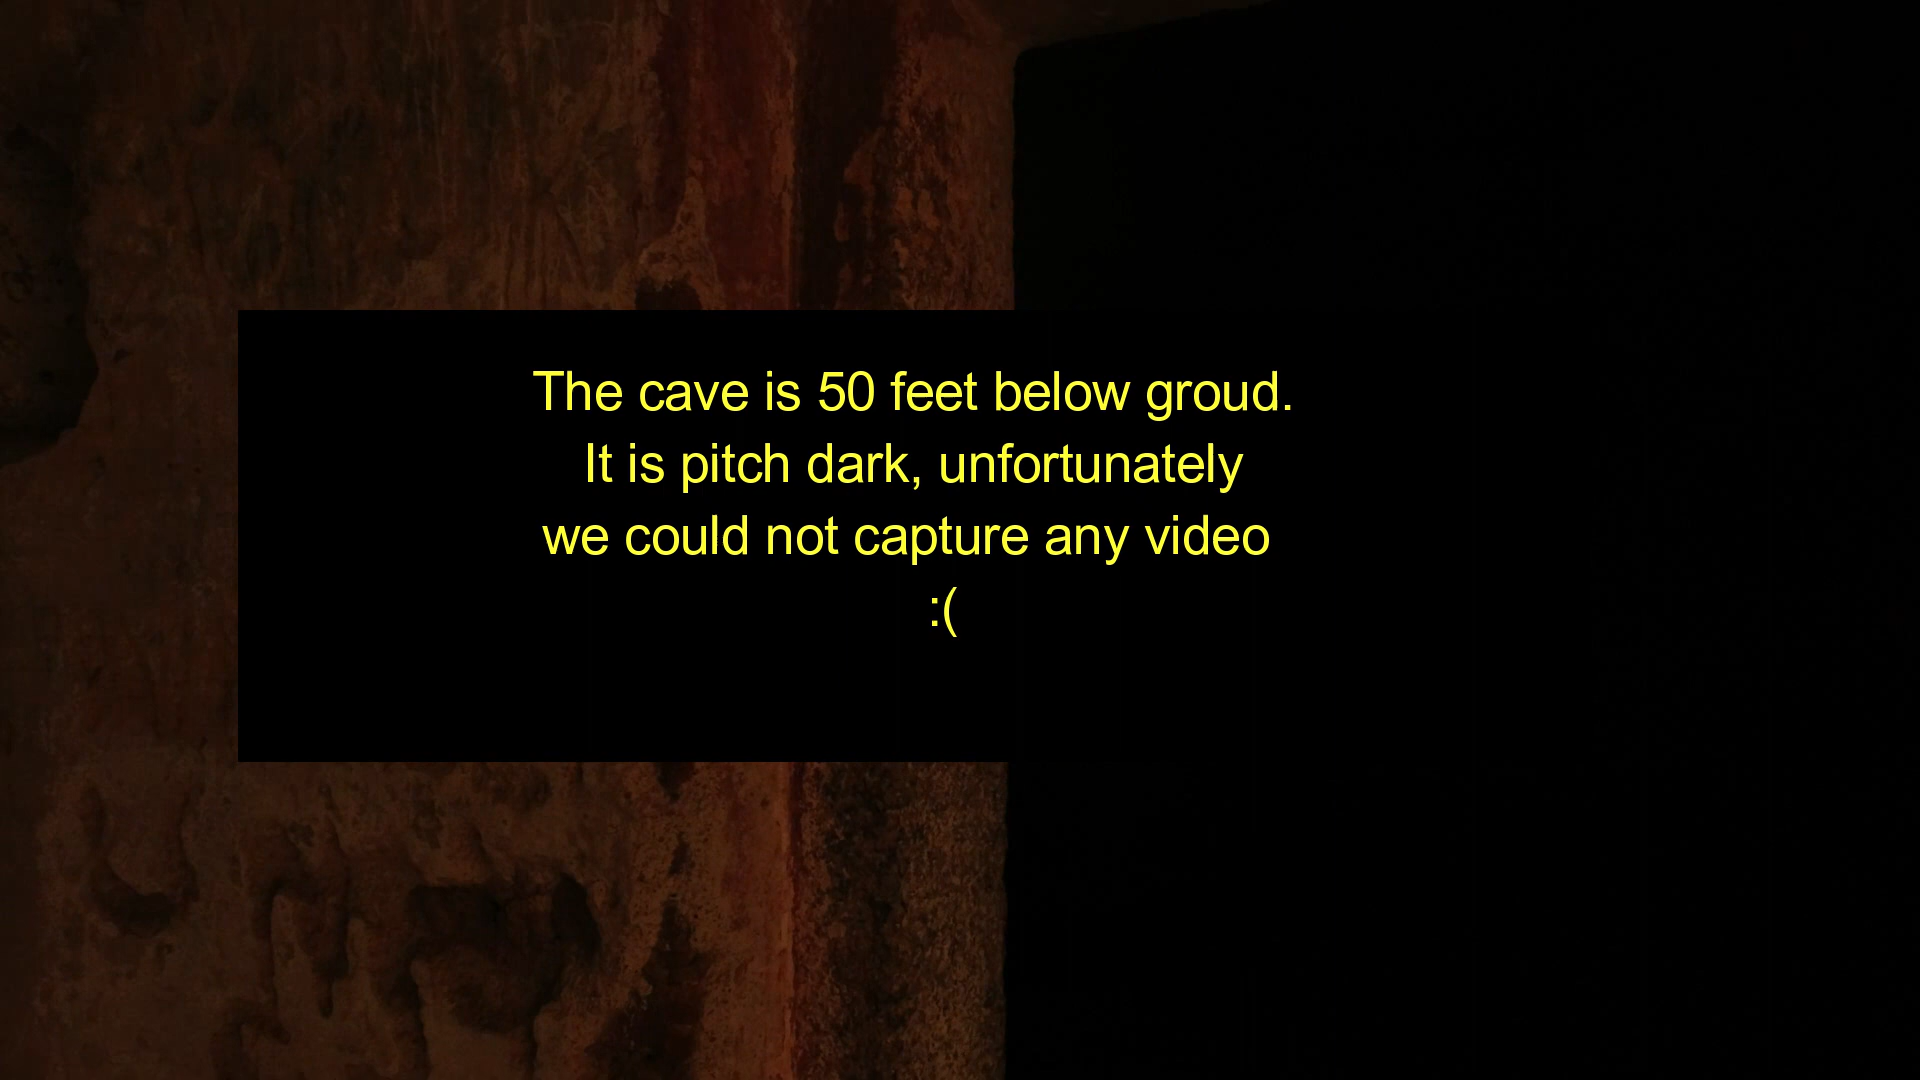 The cave is 50 feet below groud.
It is pitch dark, unfortunately
we could not capture any video
:(